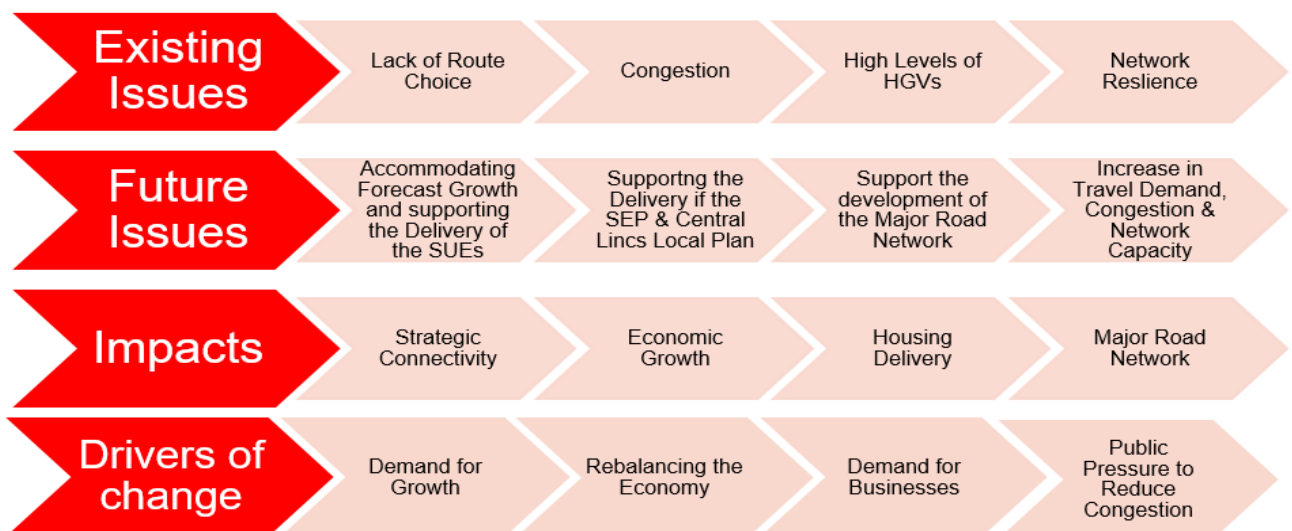 Existing
Issues
Lack of Route
Choice
Congestion
High Levels of
HGVs
Network
Reslience
Future
Issues
Accommodating
Forecast Growth
and supporting
the Delivery of
the SUEs
Supportng the
Delivery if the
SEP & Central
Lincs Local Plan
Support the
development of
the Major Road
Network
Increase in
Travel Demand,
Congestion &
Network
Capacity
Impacts
Strategic
Connectivity
Economic
Growth
Housing
Delivery
Major Road
Network
Drivers of
change
Demand for
Growth
Rebalancing the
Economy
Demand for
Businesses
Public
Pressure to
Reduce
Congestion